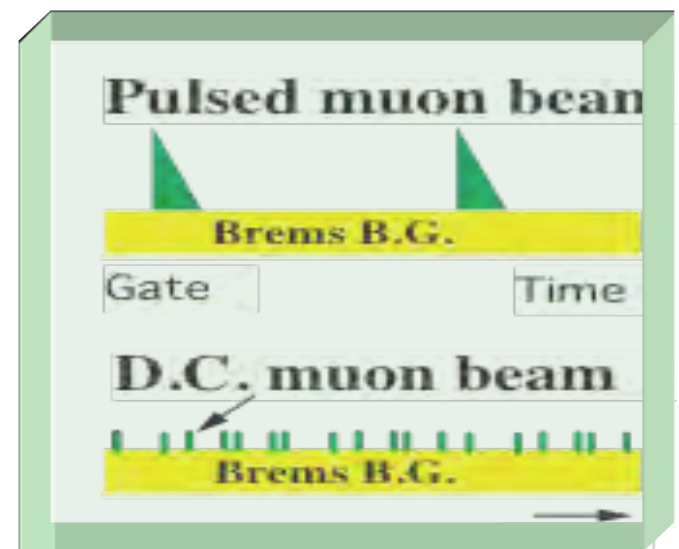 Pulsed muon bean
Brems B.G.
Gate
Time
D.C. muon beam
Brems B.G.